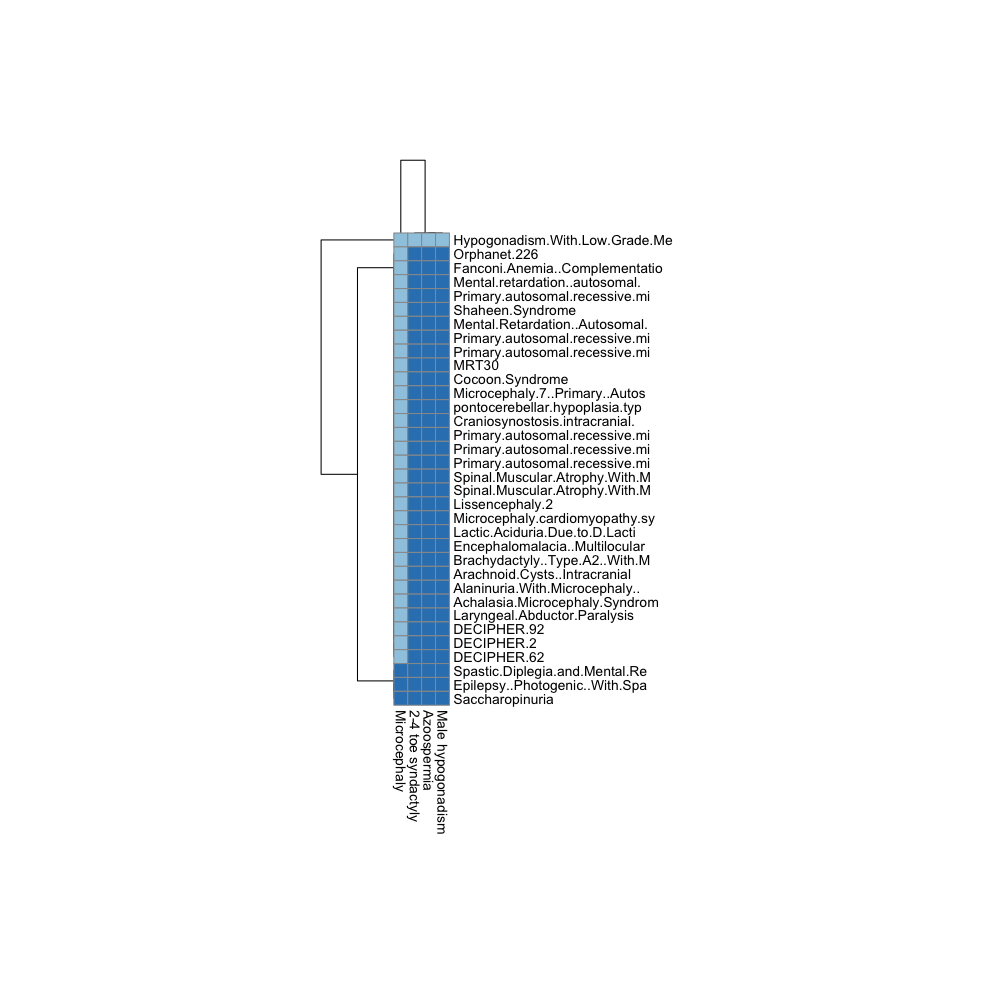 Hypogonadism.With.Low.Grade.Me
Orphanet.226
Fanconi.Anemia..Complementatio
Mental.retardation..autosomal.
Primary.autosomal.recessive.mi
Shaheen.Syndrome
Mental.Retardation..Autosomal.
Primary.autosomal.recessive.mi
Primary.autosomal.recessive.mi
MRT30
Cocoon.Syndrome
Microcephaly.7..Primary..Autos
pontocerebellar.hypoplasia.typ
Craniosynostosis.intracranial.
Primary.autosomal.recessive.mi
Primary.autosomal.recessive.mi
Primary.autosomal.recessive.mi
Spinal.Muscular.Atrophy.With.M
Spinal.Muscular.Atrophy.With.M
Lissencephaly.2
Microcephaly.cardiomyopathy.sy
Lactic.Aciduria.Due.to.D.Lacti
Encephalomalacia..Multilocular
Brachydactyly..Type.A2..With.M
Arachnoid.Cysts..Intracranial
Alaninuria.With.Microcephaly..
Achalasia.Microcephaly.Syndrom
Laryngeal.Abductor.Paralysis
DECIPHER.92
DECIPHER.2
DECIPHER.62
Spastic.Diplegia.and.Mental.Re
Epilepsy..Photogenic..With.Spa
Saccharopinuria
Microcephaly
2-4 toe syndactyly
Azoospermia
Male hypogonadism